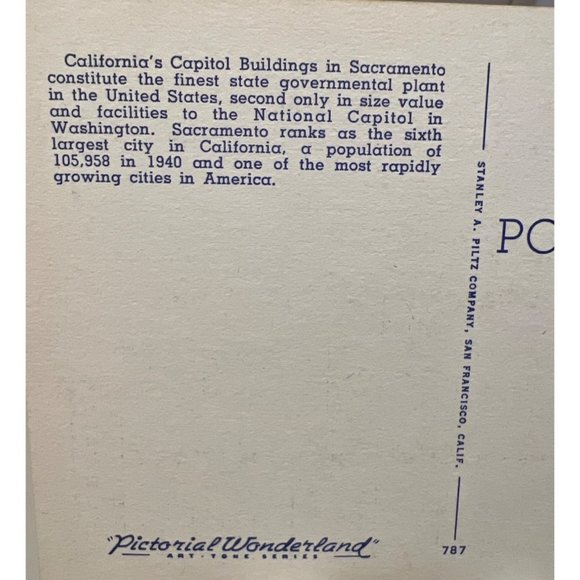 California's Capitol Buildings in Sacramento
constitute the finest state governmental plant
in the United States, second only in size value
and facilities to the National Capitol in
Washington. Sacramento ranks as the sixth
largest city in California, a population of
105,958 in 1940 and one of the most rapidly
growing cities in America.
STANLEY A. PILTZ COMPANY, SAN FRANCISCO, CALIF.
PO
"Pictorial Wonderland"
ART-TONE SERIES
787